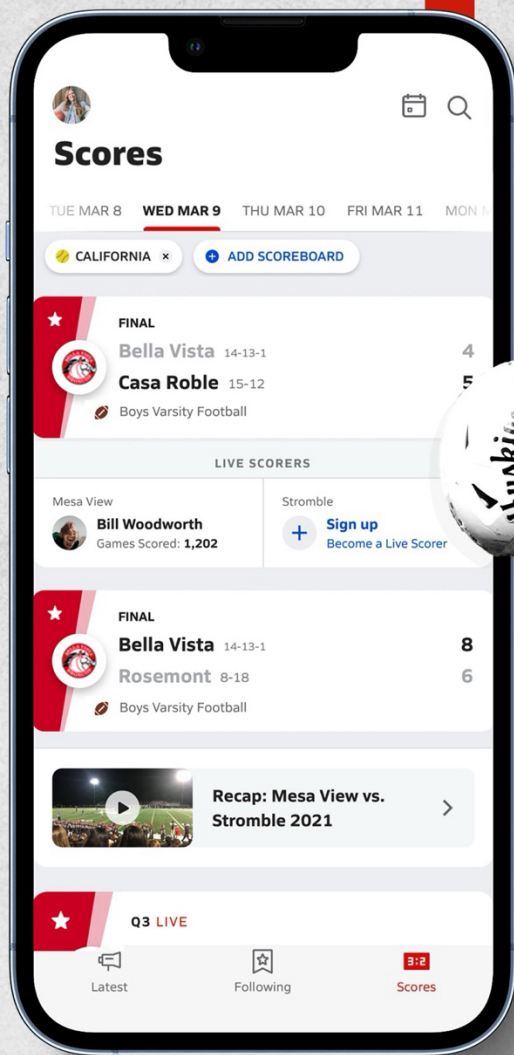 Scores
TUE MAR 8 WED MAR 9 THU MAR 10 FRI MAR 11 MON
CALIFORNIA × ADD SCOREBOARD
FINAL
Bella Vista 14-13-1 4
Casa Roble 15-12 5
Boys Varsity Football
LIVE SCORERS
Mesa View
Bill Woodworth
Games Scored: 1,202
Stromble
Sign up
Become a Live Scorer
FINAL
Bella Vista 14-13-1 8
Rosemont 8-18 6
Boys Varsity Football
Recap: Mesa View vs.
Stromble 2021
Q3 LIVE
Latest
Following
3:2
Scores